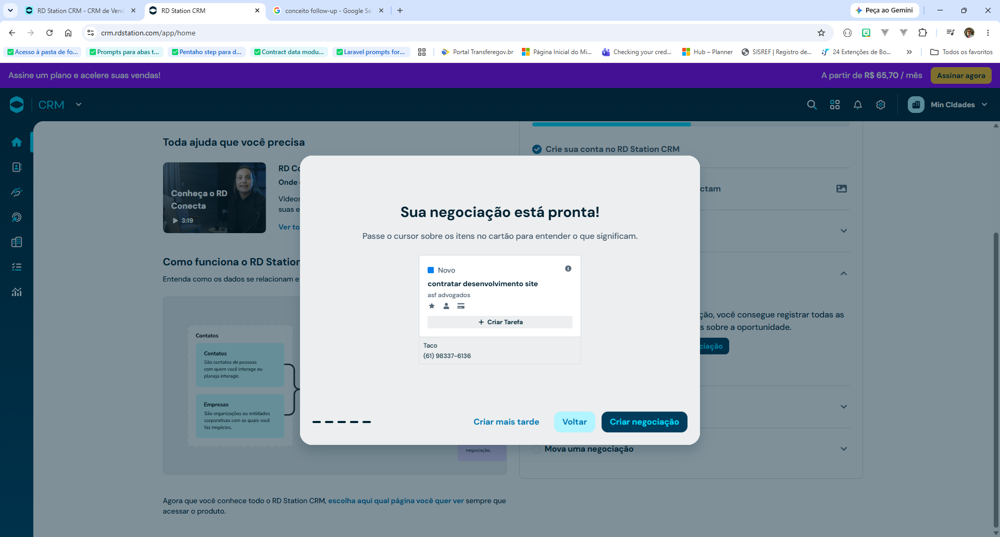 RD Station CRM - CRM de Vend
RD Station CRM
conceito follow-up - Google Se
Peça ao Gemini
crm.rdstation.com/app/home
Acesso à pasta de fo...
Prompts para abas t...
Pentaho step para d...
Contract data modu...
Laravel prompts for...
Portal Transferegov.br
Página Inicial do Mi...
Checking your cred...
Hub – Planner
SISREF | Registro de...
24 Extenções de Bo...
Todos os favoritos
Assine um plano e acelere suas vendas!
A partir de R$ 65,70 / mês
Assinar agora
CRM
Min CIdades
Toda ajuda que você precisa
Conheça o RD
Conecta
3:19
RD Co
Onde
Vídeos
suas e
Ver to
Crie sua conta no RD Station CRM
ctam
Como funciona o RD Station
Entenda como os dados se relacionam e
Contatos
Contatos
São contatos de pessoas
com quem você interage ou
planeja interagir.
Empresas
São organizações ou entidades
corporativas com as quais você
faz negócios.
negociação.
Sua negociação está pronta!
Passe o cursor sobre os itens no cartão para entender o que significam.
Novo
contratar desenvolvimento site
asf advogados
+ Criar Tarefa
Taco
(61) 98337-6136
Criar mais tarde
Voltar
Criar negociação
ção, você consegue registrar todas as
s sobre a oportunidade.
ciação
Mova uma negociação
Agora que você conhece todo o RD Station CRM, escolha aqui qual página você quer ver sempre que
acessar o produto.